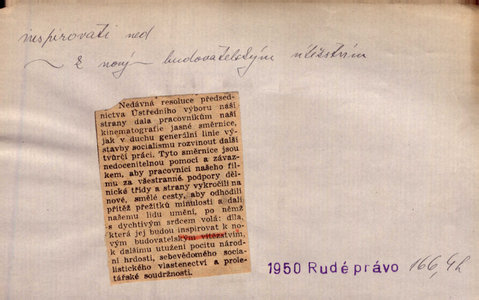 inspirovati ned
~ k novým budovatelským vítězstvím
Nedávná resoluce předsed-
nictva Ústředního výboru naší
strany dala pracovníkům naší
kinematografie jasné směrnice,
jak v duchu generální linie vý-
stavby socialismu rozvinout další
tvůrčí práci. Tyto směrnice jsou
nedocenitelnou pomocí a závaz-
kem, aby pracovníci našeho fil-
mu za všestranné podpory děl-
nické třídy a strany vykročili na
nové, smělé cesty, aby odhodili
přítěž přežitků minulosti a dali
našemu lidu umění, po němž
s dychtivým srdcem volá: díla,
která jej budou inspirovat k no-
vým budovatelským vítězstvím,
k dalšímu utužení pocitu národ-
ní hrdosti, sebevědomého socia-
listického vlastenectví a prole-
tářské soudržnosti.
1950 Rudé právo 166, 4h